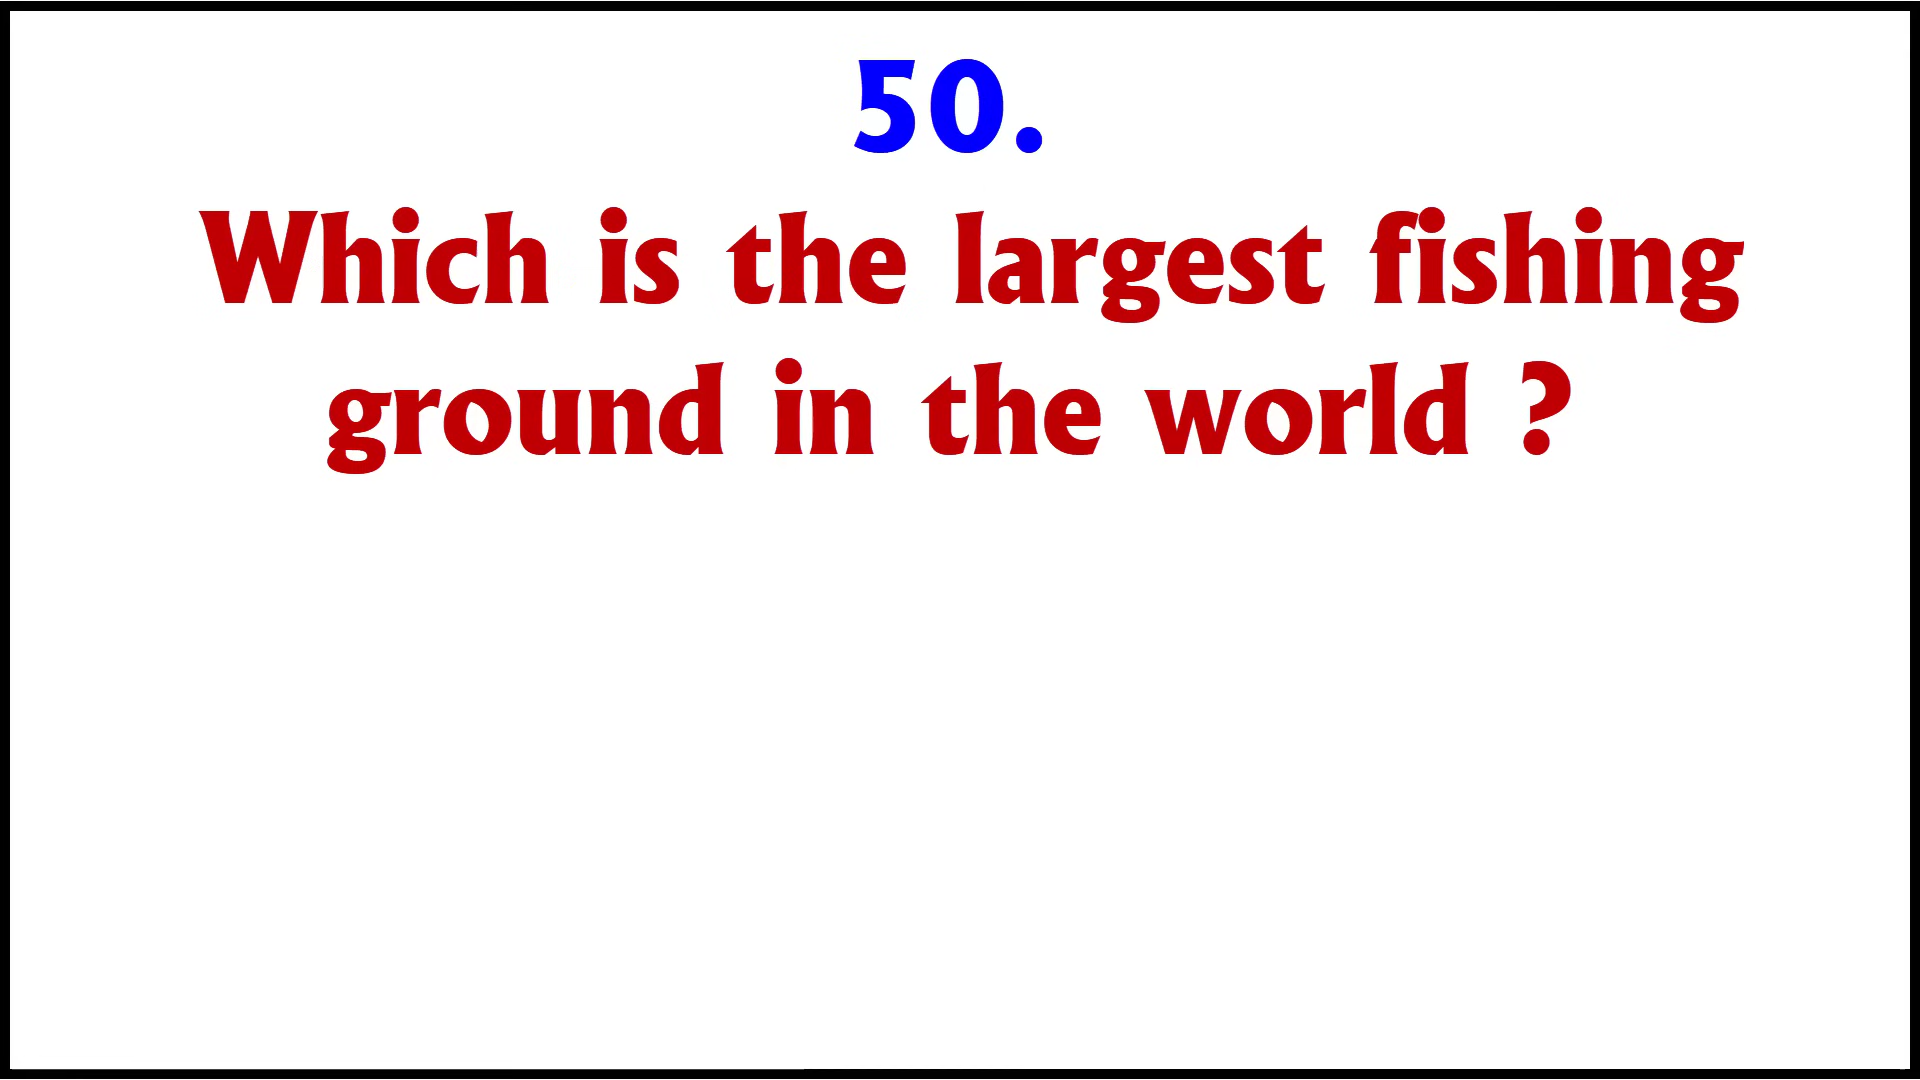 50.
Which is the largest fishing
ground in the world ?